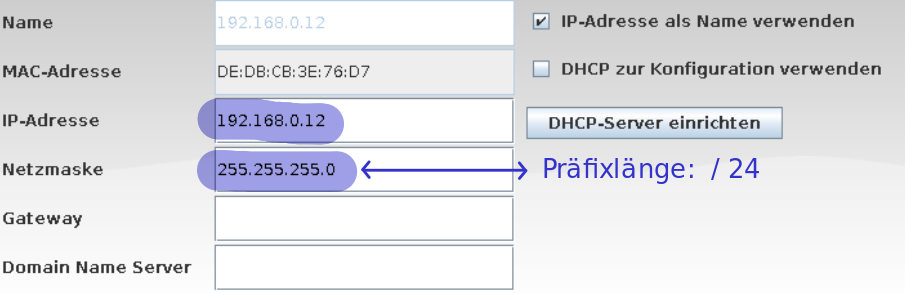 Name 192.168.0.12 IP-Adresse als Name verwenden
MAC-Adresse DE:DB:CB:3E:76:D7 DHCP zur Konfiguration verwenden
IP-Adresse 192.168.0.12 DHCP-Server einrichten
Netzmaske 255.255.255.0 Präfixlänge: / 24
Gateway
Domain Name Server